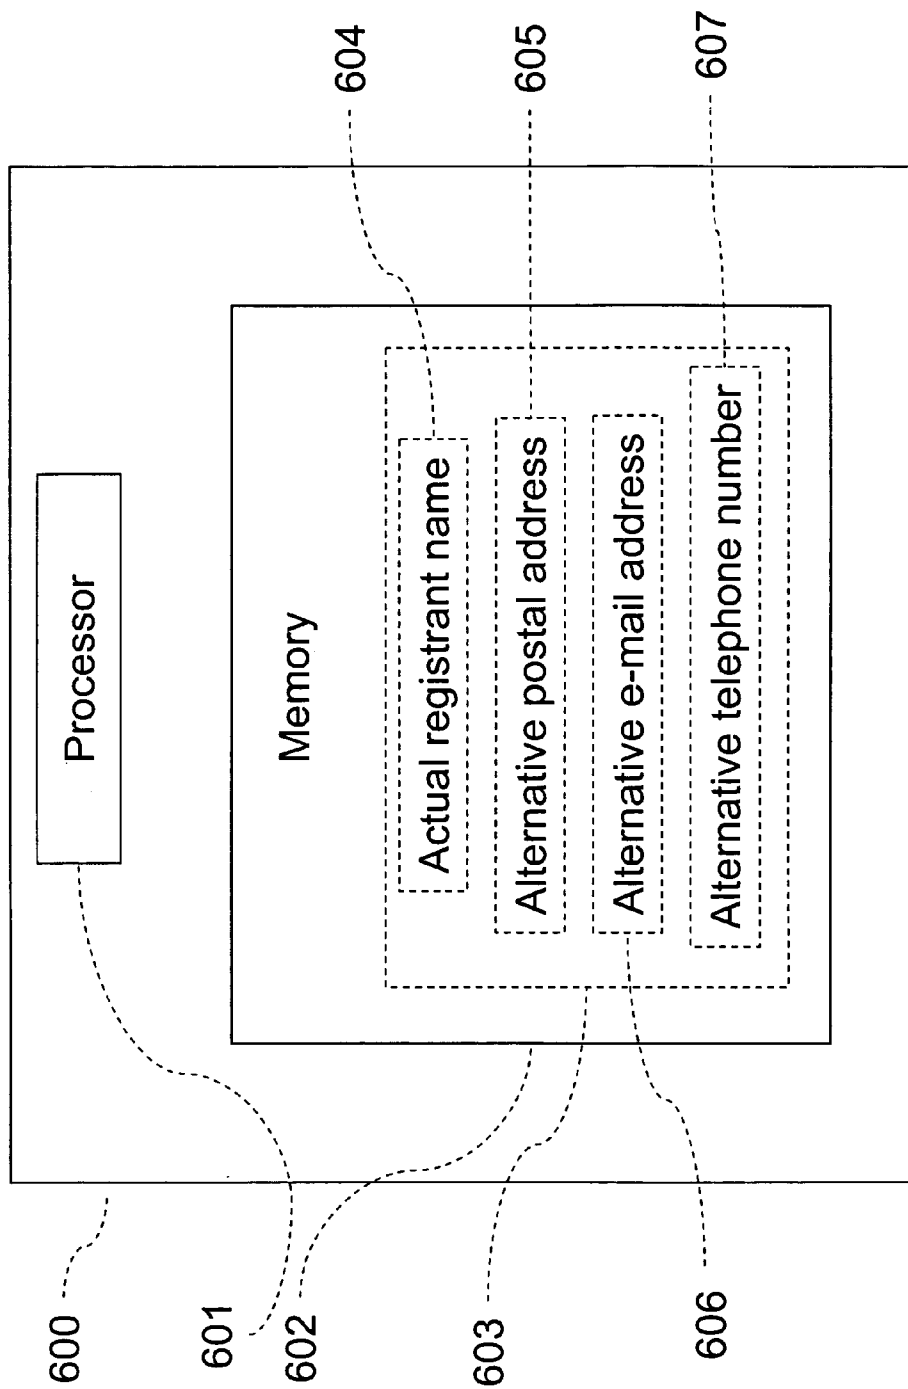 600
601
602
603
606
Processor
Memory
Actual registrant name
Alternative postal address
Alternative e-mail address
Alternative telephone number
604
605
607